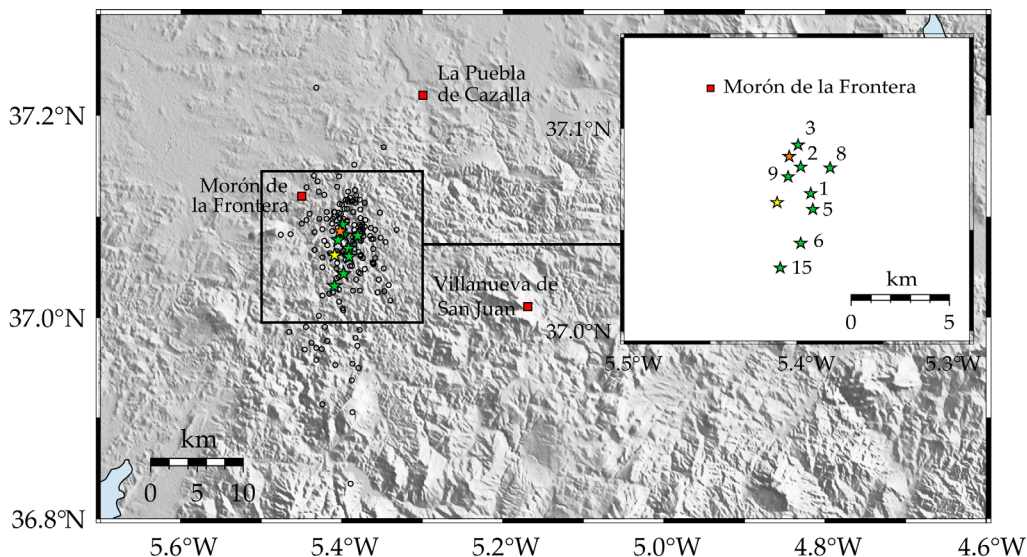 La Puebla
de Cazalla
37.2°N
Morón de
la Frontera
37.0°N
Villanueva de
San Juan
km
0 5 10
36.8°N
5.6°W 5.4°W 5.2°W 5.0°W 4.8°W 4.6°W
37.1°N
Morón de la Frontera
3
2
8
9
1
5
6
15
km
0 5
37.0°N
5.5°W 5.4°W 5.3°W